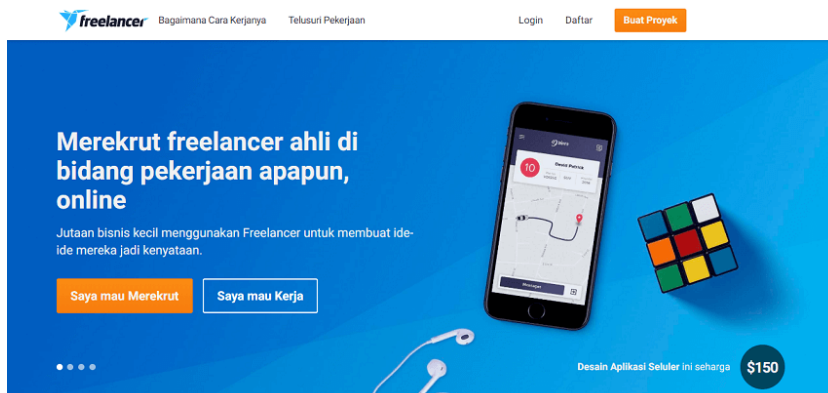 freelancer Bagaimana Cara Kerjanya Telusuri Pekerjaan Login Daftar Buat Proyek
Merekrut freelancer ahli di
bidang pekerjaan apapun,
online
Jutaan bisnis kecil menggunakan Freelancer untuk membuat ide-
ide mereka jadi kenyataan.
Saya mau Merekrut Saya mau Kerja
10
Desain Aplikasi Seluler ini seharga $150